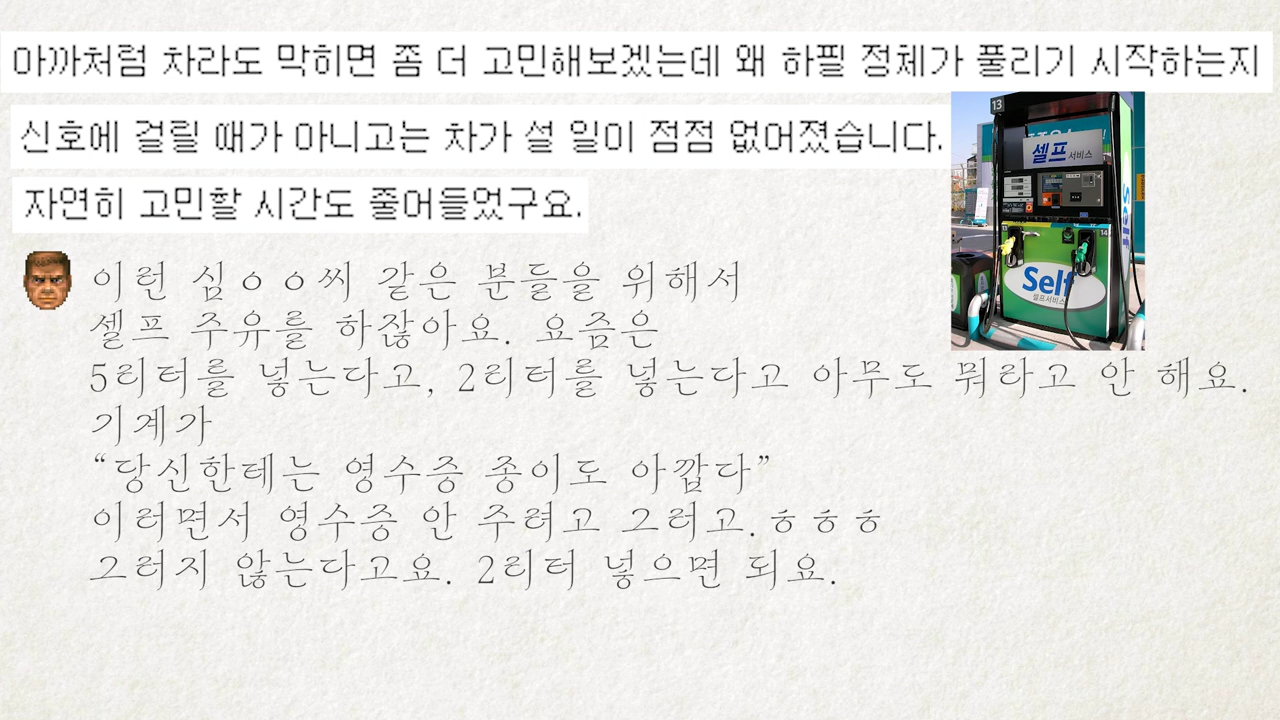 아까처럼 차라도 막히면 좀 더 고민해보겠는데 왜 하필 정체가 풀리기 시작하는지
신호에 걸릴 때가 아니고는 차가 설 일이 점점 없어졌습니다.
자연히 고민할 시간도 줄어들었구요.
13
셀프 서비스
Self
Self
셀프서비스
13
14
이런 심ㅇㅇ씨 같은 분들을 위해서
셀프 주유를 하잖아요. 요즘은
5리터를 넣는다고, 2리터를 넣는다고 아무도 뭐라고 안 해요.
기계가
“당신한테는 영수증 종이도 아깝다”
이러면서 영수증 안 주려고 그러고.ㅎㅎㅎ
그러지 않는다고요. 2리터 넣으면 되요.